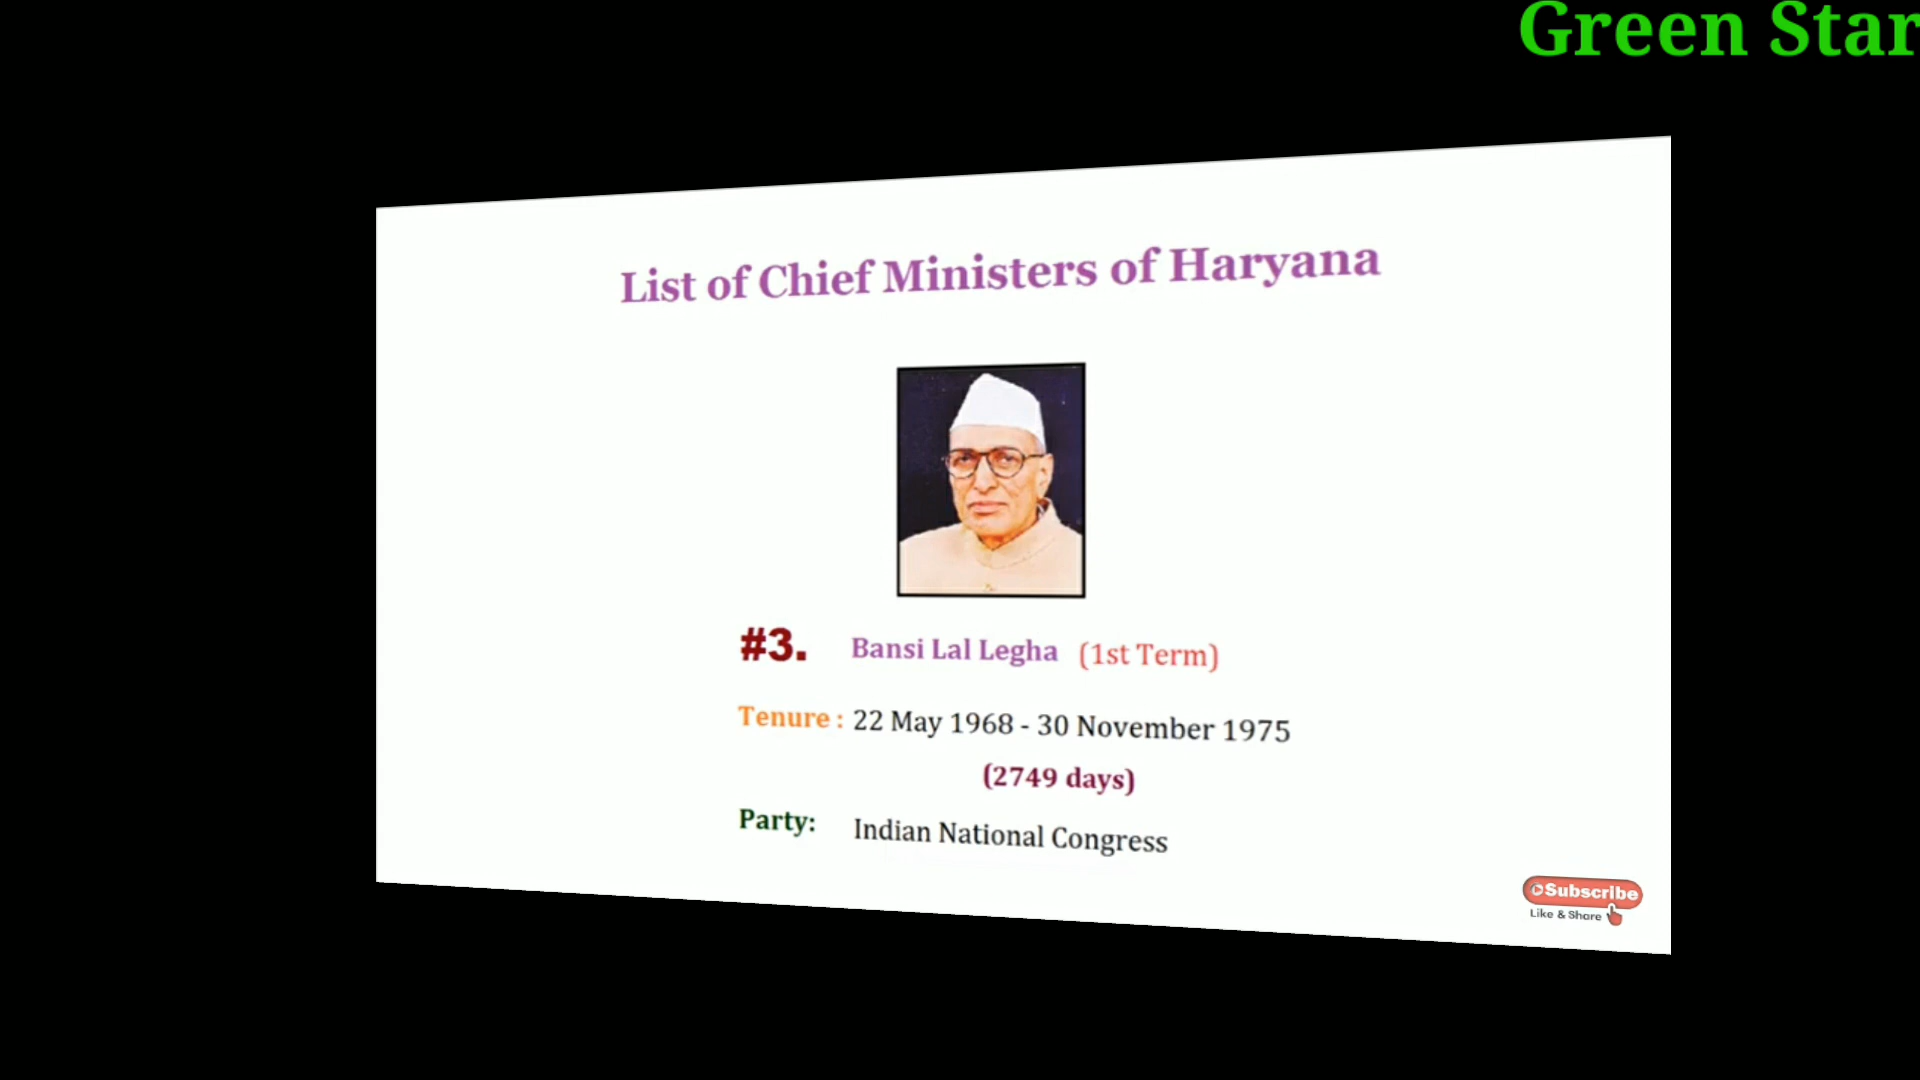 Green Star
List of Chief Ministers of Haryana
#3. Bansi Lal Legha (1st Term)
Tenure : 22 May 1968 - 30 November 1975
(2749 days)
Party: Indian National Congress
Subscribe
Like & Share